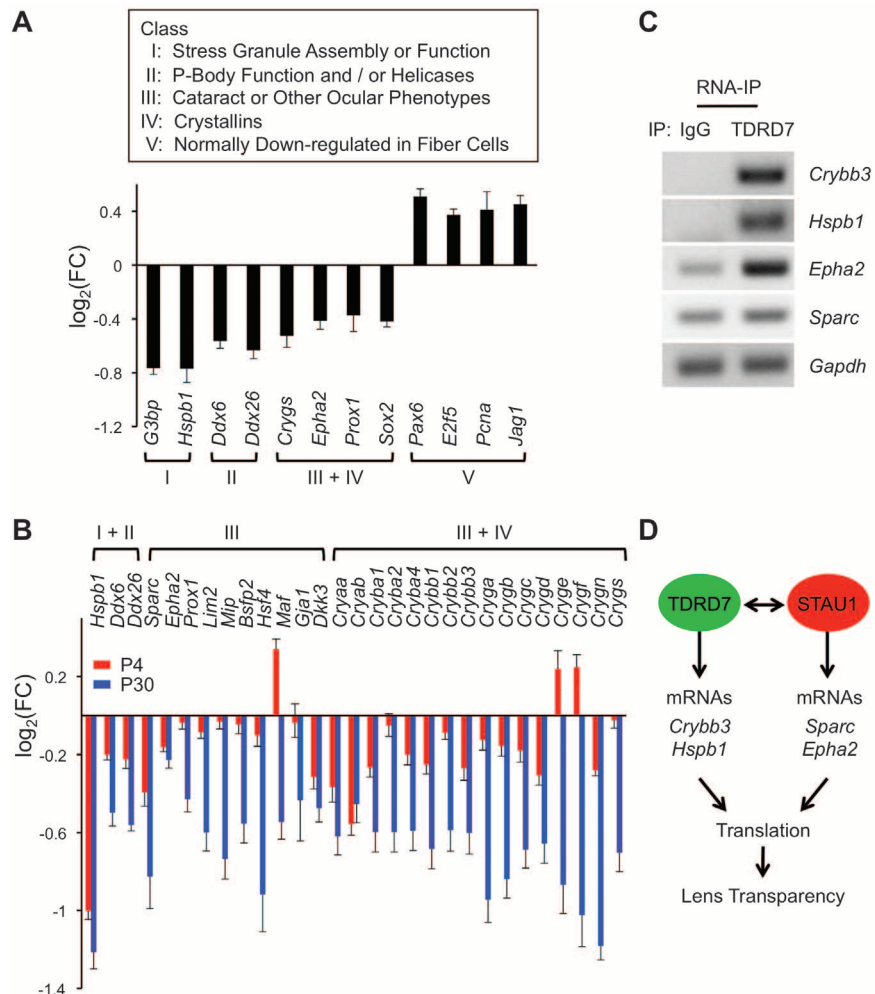 A
Class
I: Stress Granule Assembly or Function
II: P-Body Function and / or Helicases
III: Cataract or Other Ocular Phenotypes
IV: Crystallins
V: Normally Down-regulated in Fiber Cells
log2(FC)
0.4
0
-0.4
-0.8
-1.2
G3bp
Hspb1
Ddx6
Ddx26
Crygs
Epha2
Prox1
Sox2
Pax6
E2f5
Pcna
Jag1
I
II
III + IV
V
C
RNA-IP
IP: IgG TDRD7
Crybb3
Hspb1
Epha2
Sparc
Gapdh
B
I + II
III
III + IV
Hspb1
Ddx6
Ddx26
Sparc
Epha2
Prox1
Lim2
Mip
Bsfp2
Hsf4
Maf
Gja1
Dkk3
Cryaa
Cryab
Cryba1
Cryba2
Cryba4
Crybb1
Crybb2
Crybb3
Cryga
Crygb
Crygc
Crygd
Cryge
Crygf
Crygn
Crygs
P4
P30
log2(FC)
0.2
-0.2
-0.6
-1
-1.4
D
TDRD7
STAU1
mRNAs
Crybb3
Hspb1
mRNAs
Sparc
Epha2
Translation
Lens Transparency